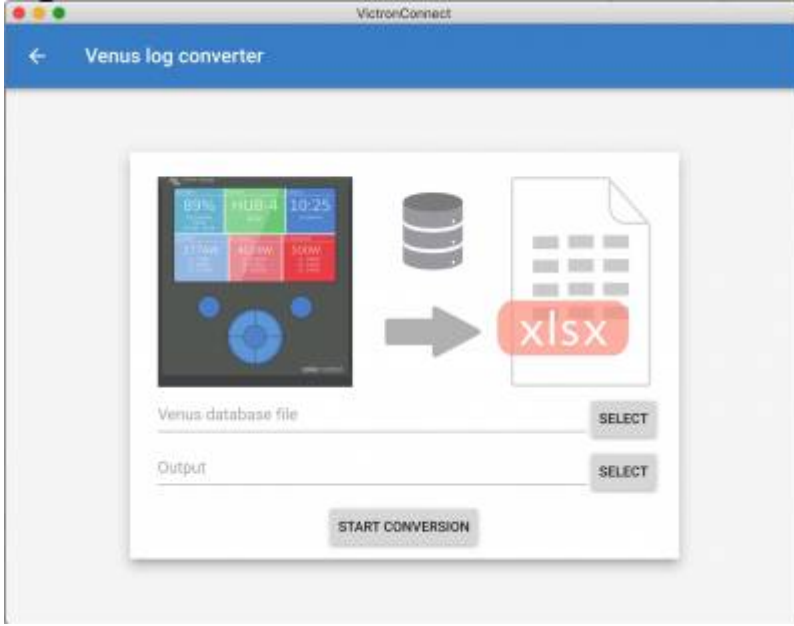 VictronConnect
Venus log converter
89% HUB-4 10:25
xlsx
Venus database file
SELECT
Output
SELECT
START CONVERSION